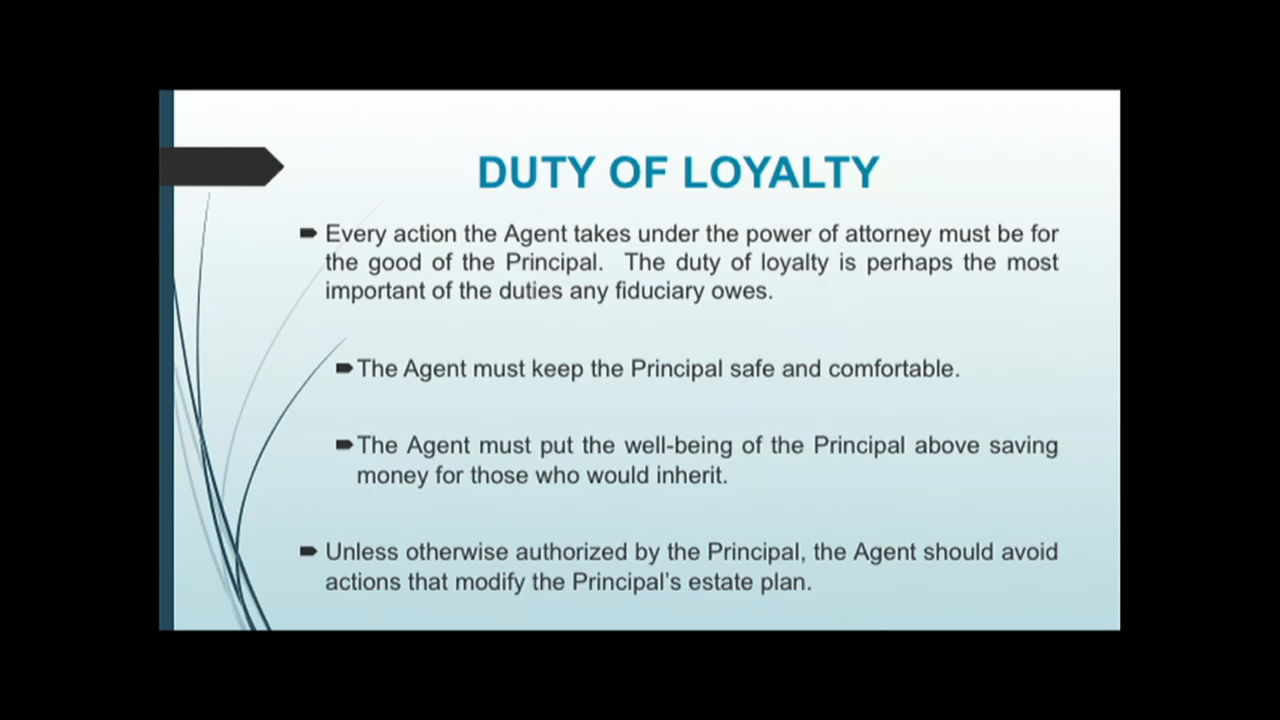 DUTY OF LOYALTY
Every action the Agent takes under the power of attorney must be for
the good of the Principal. The duty of loyalty is perhaps the most
important of the duties any fiduciary owes.
The Agent must keep the Principal safe and comfortable.
The Agent must put the well-being of the Principal above saving
money for those who would inherit.
Unless otherwise authorized by the Principal, the Agent should avoid
actions that modify the Principal's estate plan.